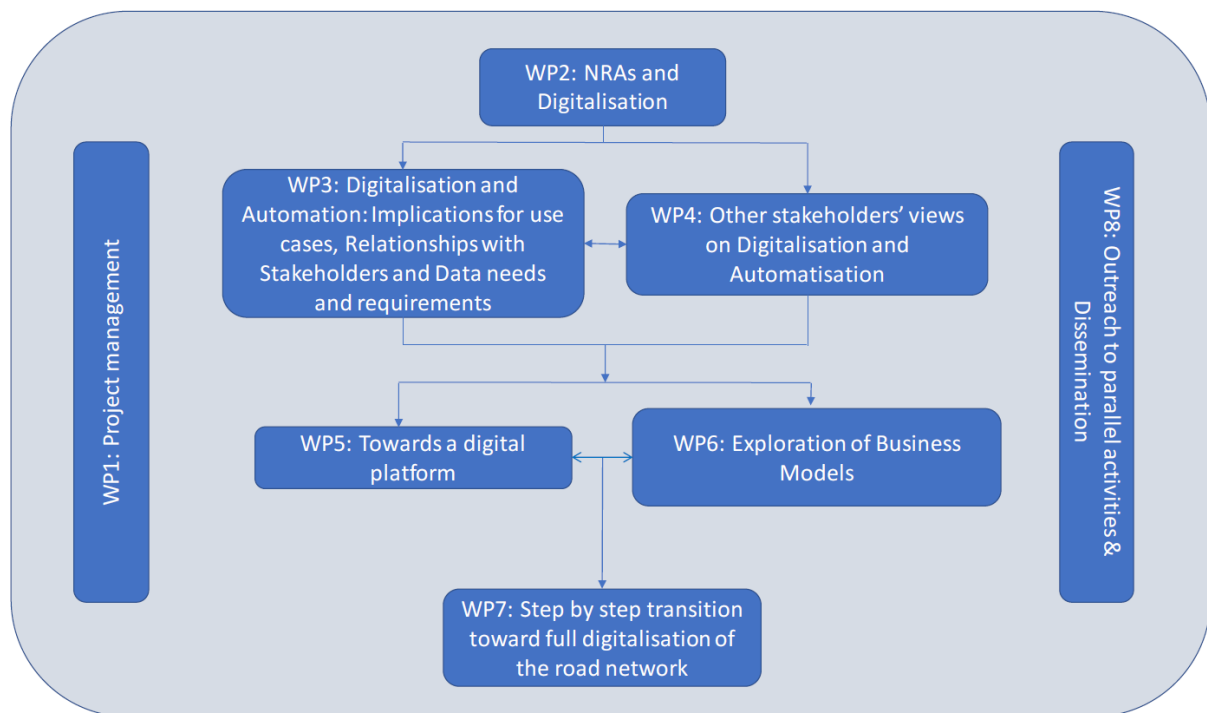 WP2: NRAs and
Digitalisation
WP1: Project management
WP3: Digitalisation and
Automation: Implications for use
cases, Relationships with
Stakeholders and Data needs
and requirements
WP4: Other stakeholders’ views
on Digitalisation and
Automatisation
WP8: Outreach to parallel activities &
Dissemination
WP5: Towards a digital
platform
WP6: Exploration of Business
Models
WP7: Step by step transition
toward full digitalisation of
the road network